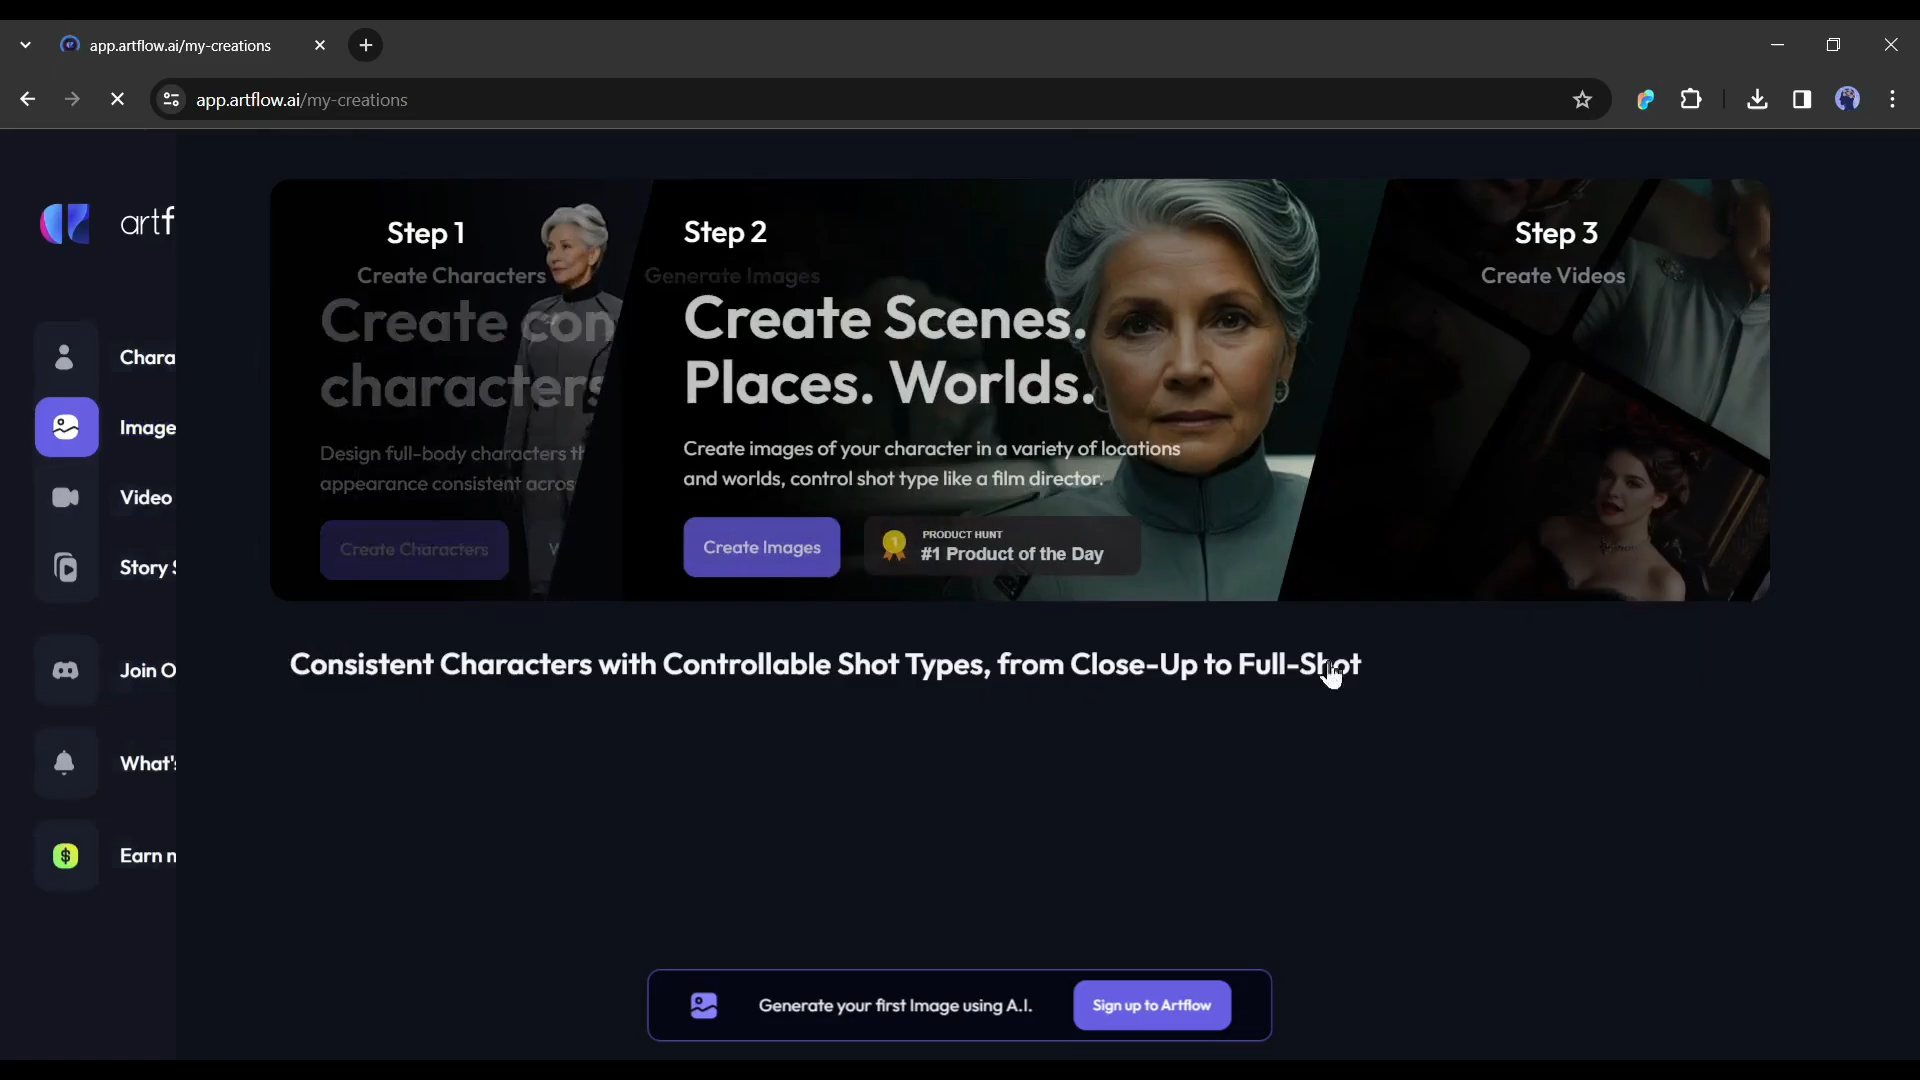 app.artflow.ai/my-creations
app.artflow.ai/my-creations
artf
Chara
Image
Video
Story S
Join O
What's
$
Earn n
Step 1
Create Characters
Create con
characters
Design full-body characters th
appearance consistent acros
Create Characters
W
Step 2
Generate Images
Create Scenes.
Places. Worlds.
Create images of your character in a variety of locations
and worlds, control shot type like a film director.
Create Images
1
PRODUCT HUNT
#1 Product of the Day
Step 3
Create Videos
Consistent Characters with Controllable Shot Types, from Close-Up to Full-Shot
Generate your first Image using A.I.
Sign up to Artflow